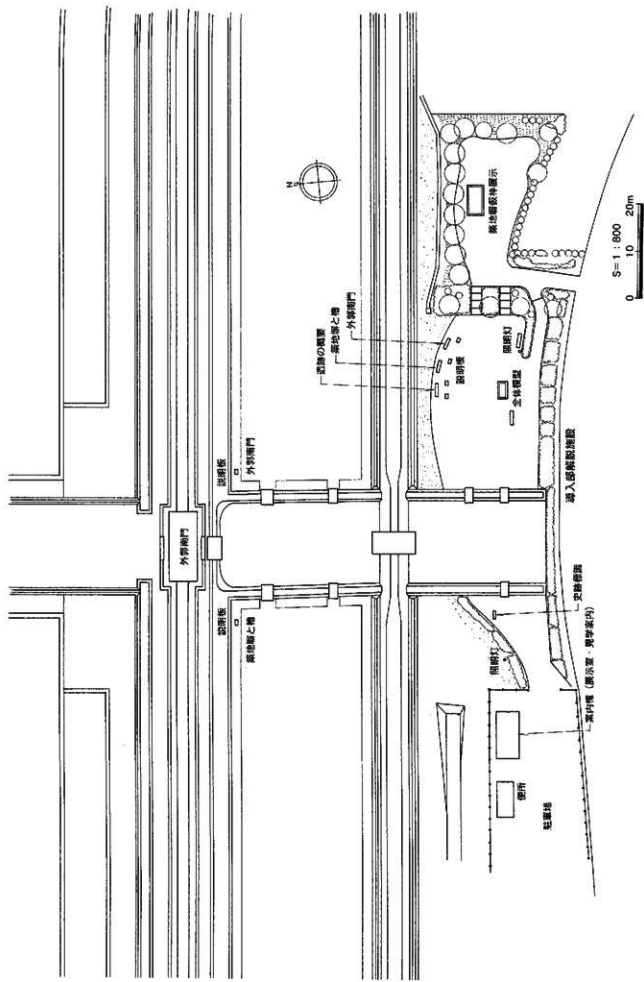 N
遺跡の概要
築地塀と櫓
外郭南門
説明板
外郭南門
説明板
築地塀と櫓
外郭南門
説明板
照明灯
全体模型
築地塀仮枠展示
導入部解説施設
史跡標識
照明灯
案内棟（展示室・見学案内）
便所
駐車場
S=1:800
0 10 20m